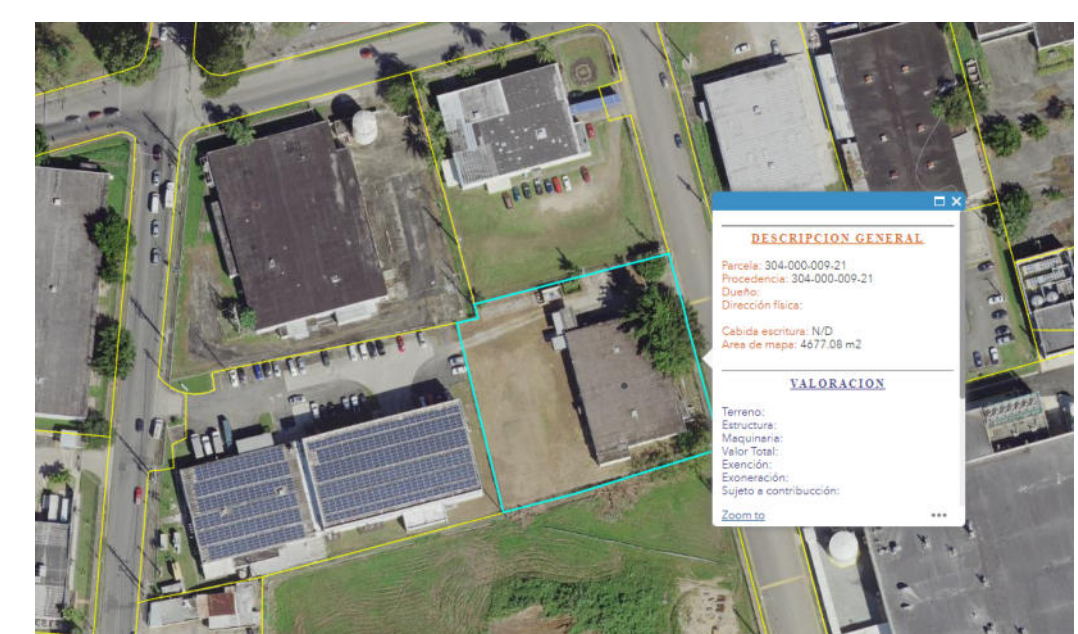 DESCRIPCION GENERAL
Parcela: 304-000-009-21
Procedencia: 304-000-009-21
Dueño:
Dirección física:
Cabida escritura: N/D
Area de mapa: 4677.08 m2
VALORACION
Terreno:
Estructura:
Maquinaria:
Valor Total:
Exención:
Exoneración:
Sujeto a contribucción:
Zoom to